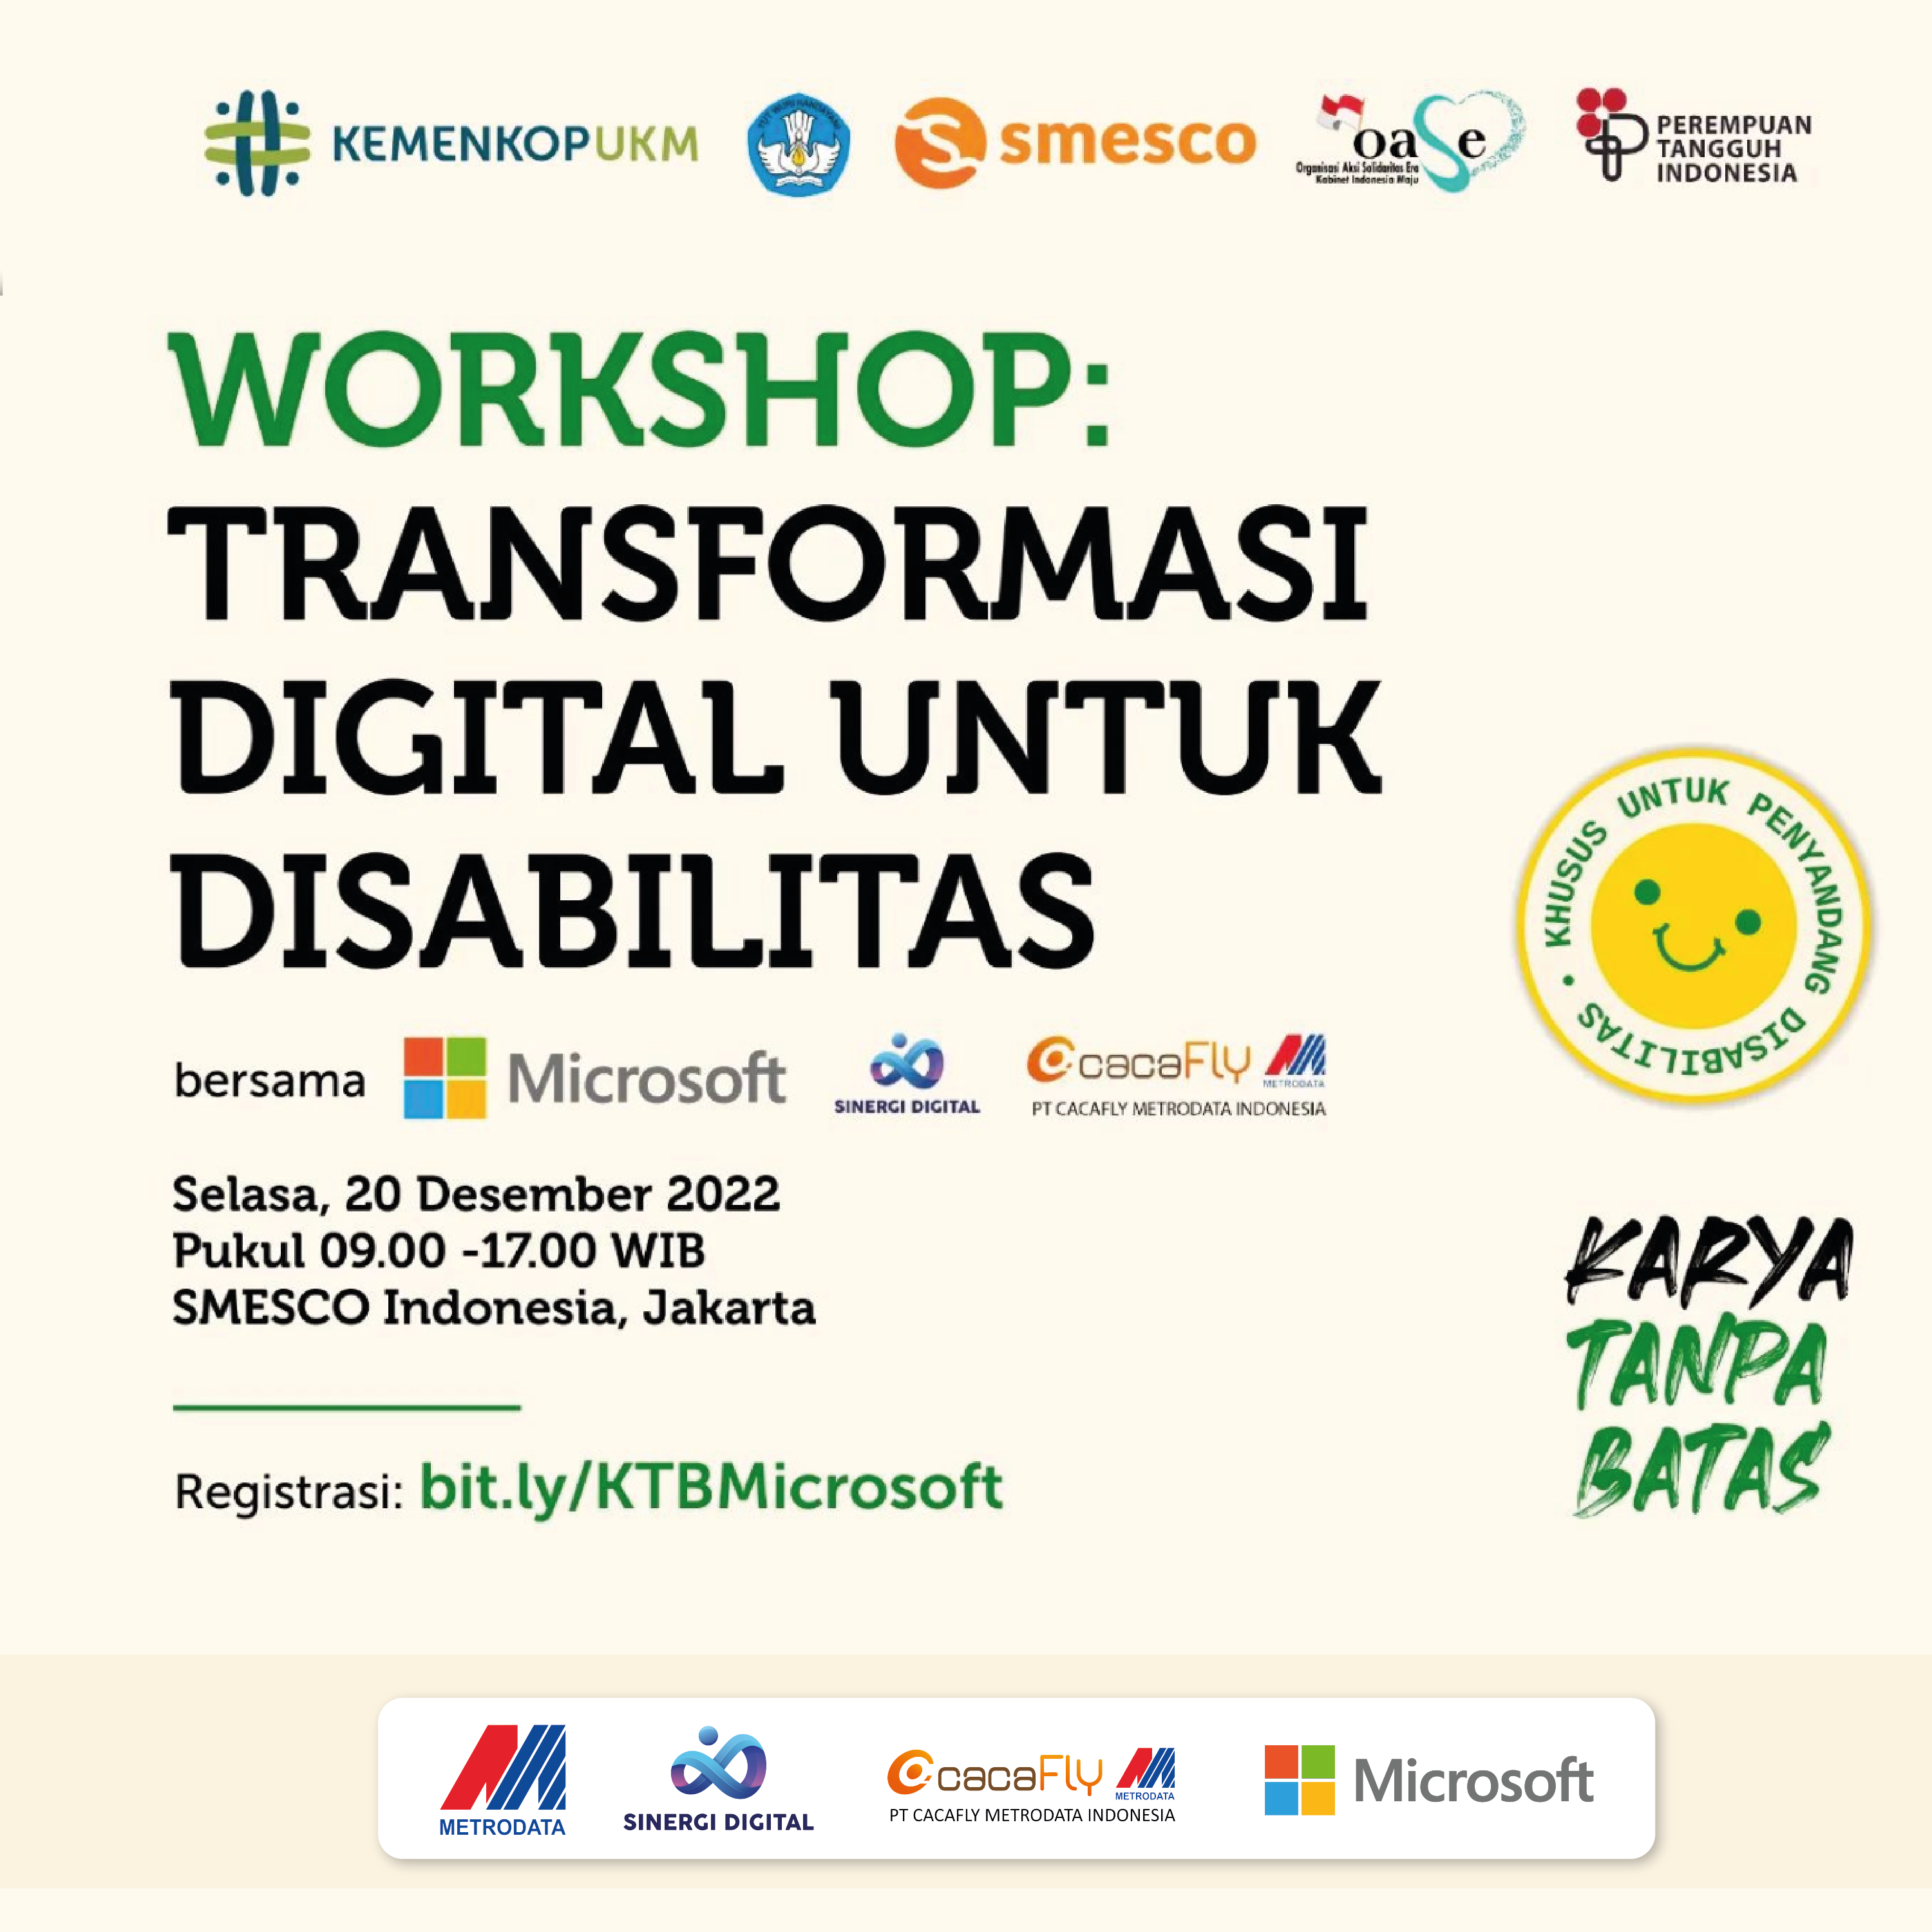 KEMENKOPUKM
TUT WURI HANDAYANI
smesco
oase
Organisasi Aksi Solidaritas Era
Kabinet Indonesia Maju
PEREMPUAN
TANGGUH
INDONESIA
WORKSHOP:
TRANSFORMASI
DIGITAL UNTUK
DISABILITAS
KHUSUS UNTUK PENYANDANG DISABILITAS •
bersama
Microsoft
SINERGI DIGITAL
cacaFly
METRODATA
PT CACAFLY METRODATA INDONESIA
Selasa, 20 Desember 2022
Pukul 09.00 -17.00 WIB
SMESCO Indonesia, Jakarta
KARYA
TANPA
BATAS
Registrasi: bit.ly/KTBMicrosoft
METRODATA
SINERGI DIGITAL
cacaFly
METRODATA
PT CACAFLY METRODATA INDONESIA
Microsoft